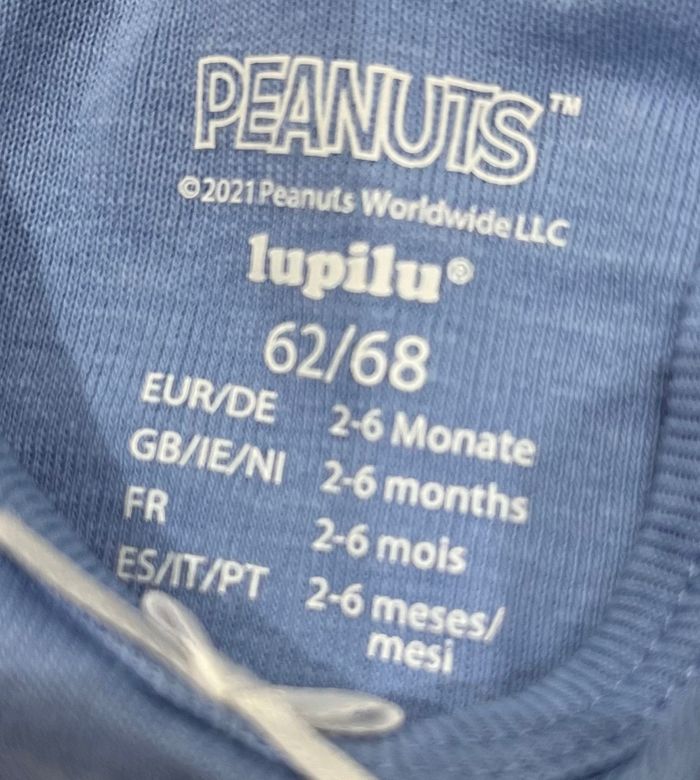 PEANUTS™
©2021 Peanuts Worldwide LLC
lupilu®
62/68
EUR/DE 2-6 Monate
GB/IE/NI 2-6 months
FR 2-6 mois
ES/IT/PT 2-6 meses/
mesi